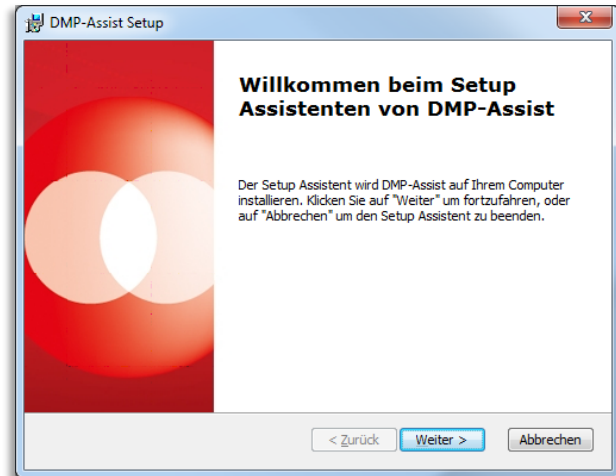 DMP-Assist Setup
Willkommen beim Setup
Assistenten von DMP-Assist
Der Setup Assistent wird DMP-Assist auf Ihrem Computer
installieren. Klicken Sie auf "Weiter" um fortzufahren, oder
auf "Abbrechen" um den Setup Assistent zu beenden.
< Zurück Weiter > Abbrechen